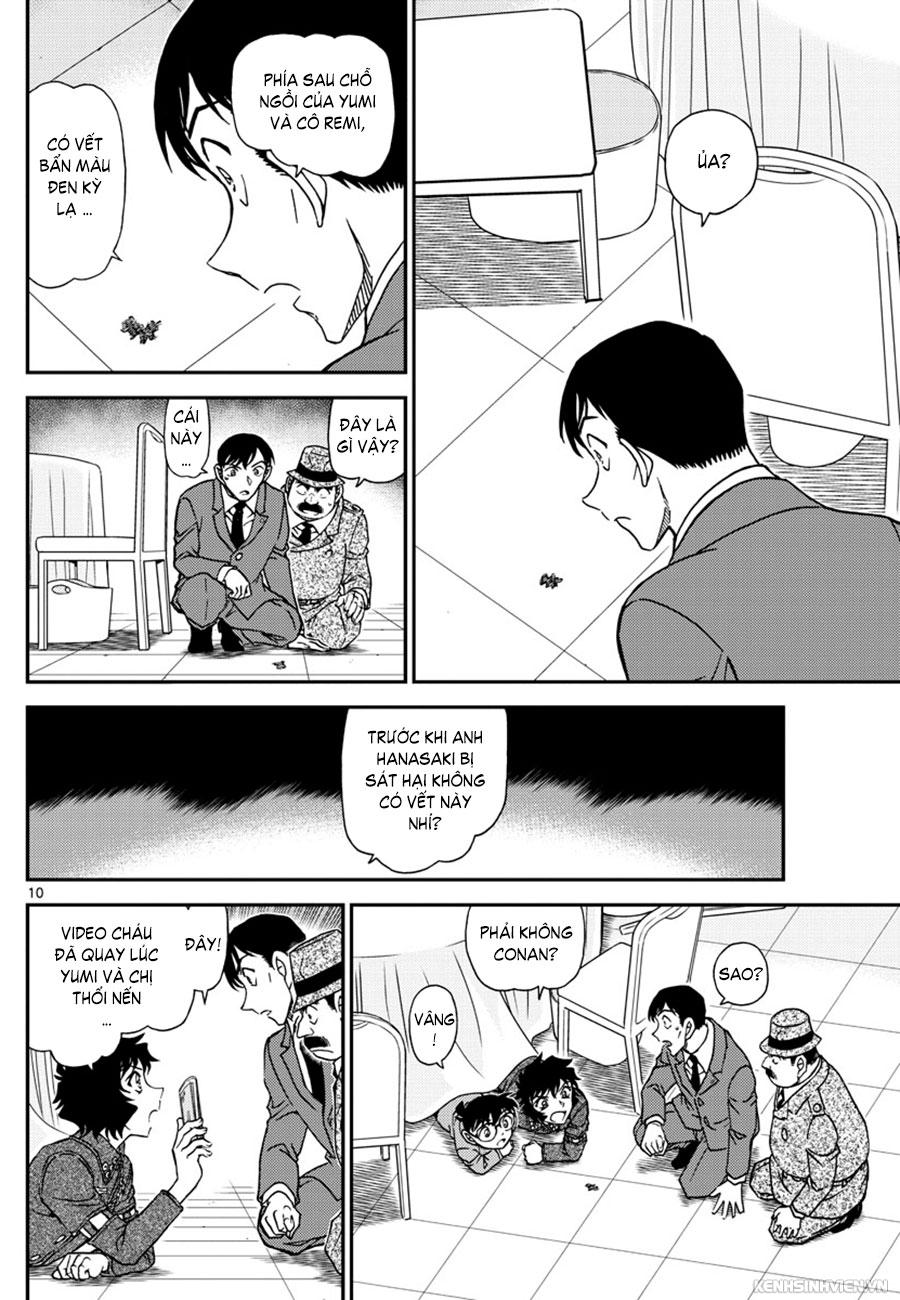 ỦA?
PHÍA SAU CHỖ
NGỒI CỦA YUMI
VÀ CÔ REMI,
CÓ VẾT
BẨN MÀU
ĐEN KỲ
LẠ ...
ĐÂY LÀ
GÌ VẬY?
CÁI
NÀY
...
TRƯỚC KHI ANH
HANASAKI BỊ
SÁT HẠI KHÔNG
CÓ VẾT NÀY
NHỈ?
10
SAO?
PHẢI KHÔNG
CONAN?
VÂNG
!
ĐÂY!
VIDEO CHÁU
ĐÃ QUAY LÚC
YUMI VÀ CHỊ
THỔI NẾN
...
KENHSINHVIEN.VN